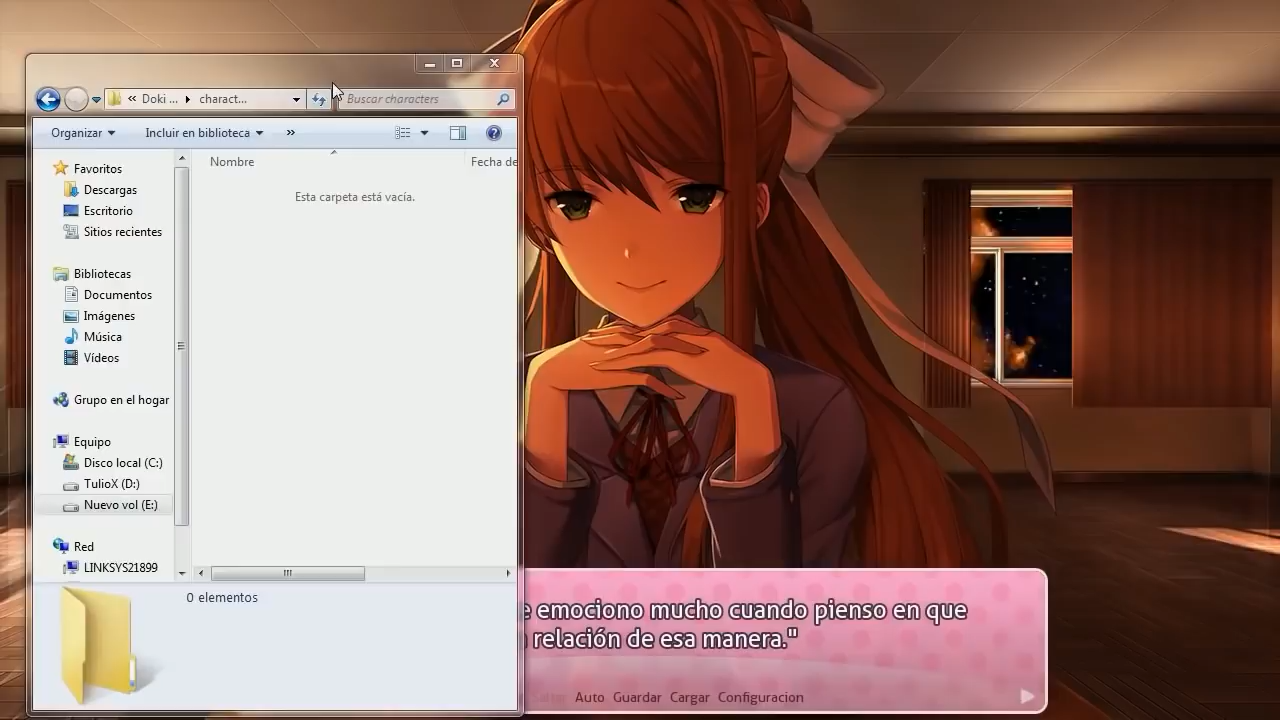 « Doki ... charact...
Buscar characters
Organizar
Incluir en biblioteca
»
Nombre
Fecha de
Esta carpeta está vacía.
Favoritos
Descargas
Escritorio
Sitios recientes
Bibliotecas
Documentos
Imágenes
Música
Vídeos
Grupo en el hogar
Equipo
Disco local (C:)
TulioX (D:)
Nuevo vol (E:)
Red
LINKSYS21899
0 elementos
emociono mucho cuando pienso en que
relación de esa manera."
Auto Guardar Cargar Configuracion